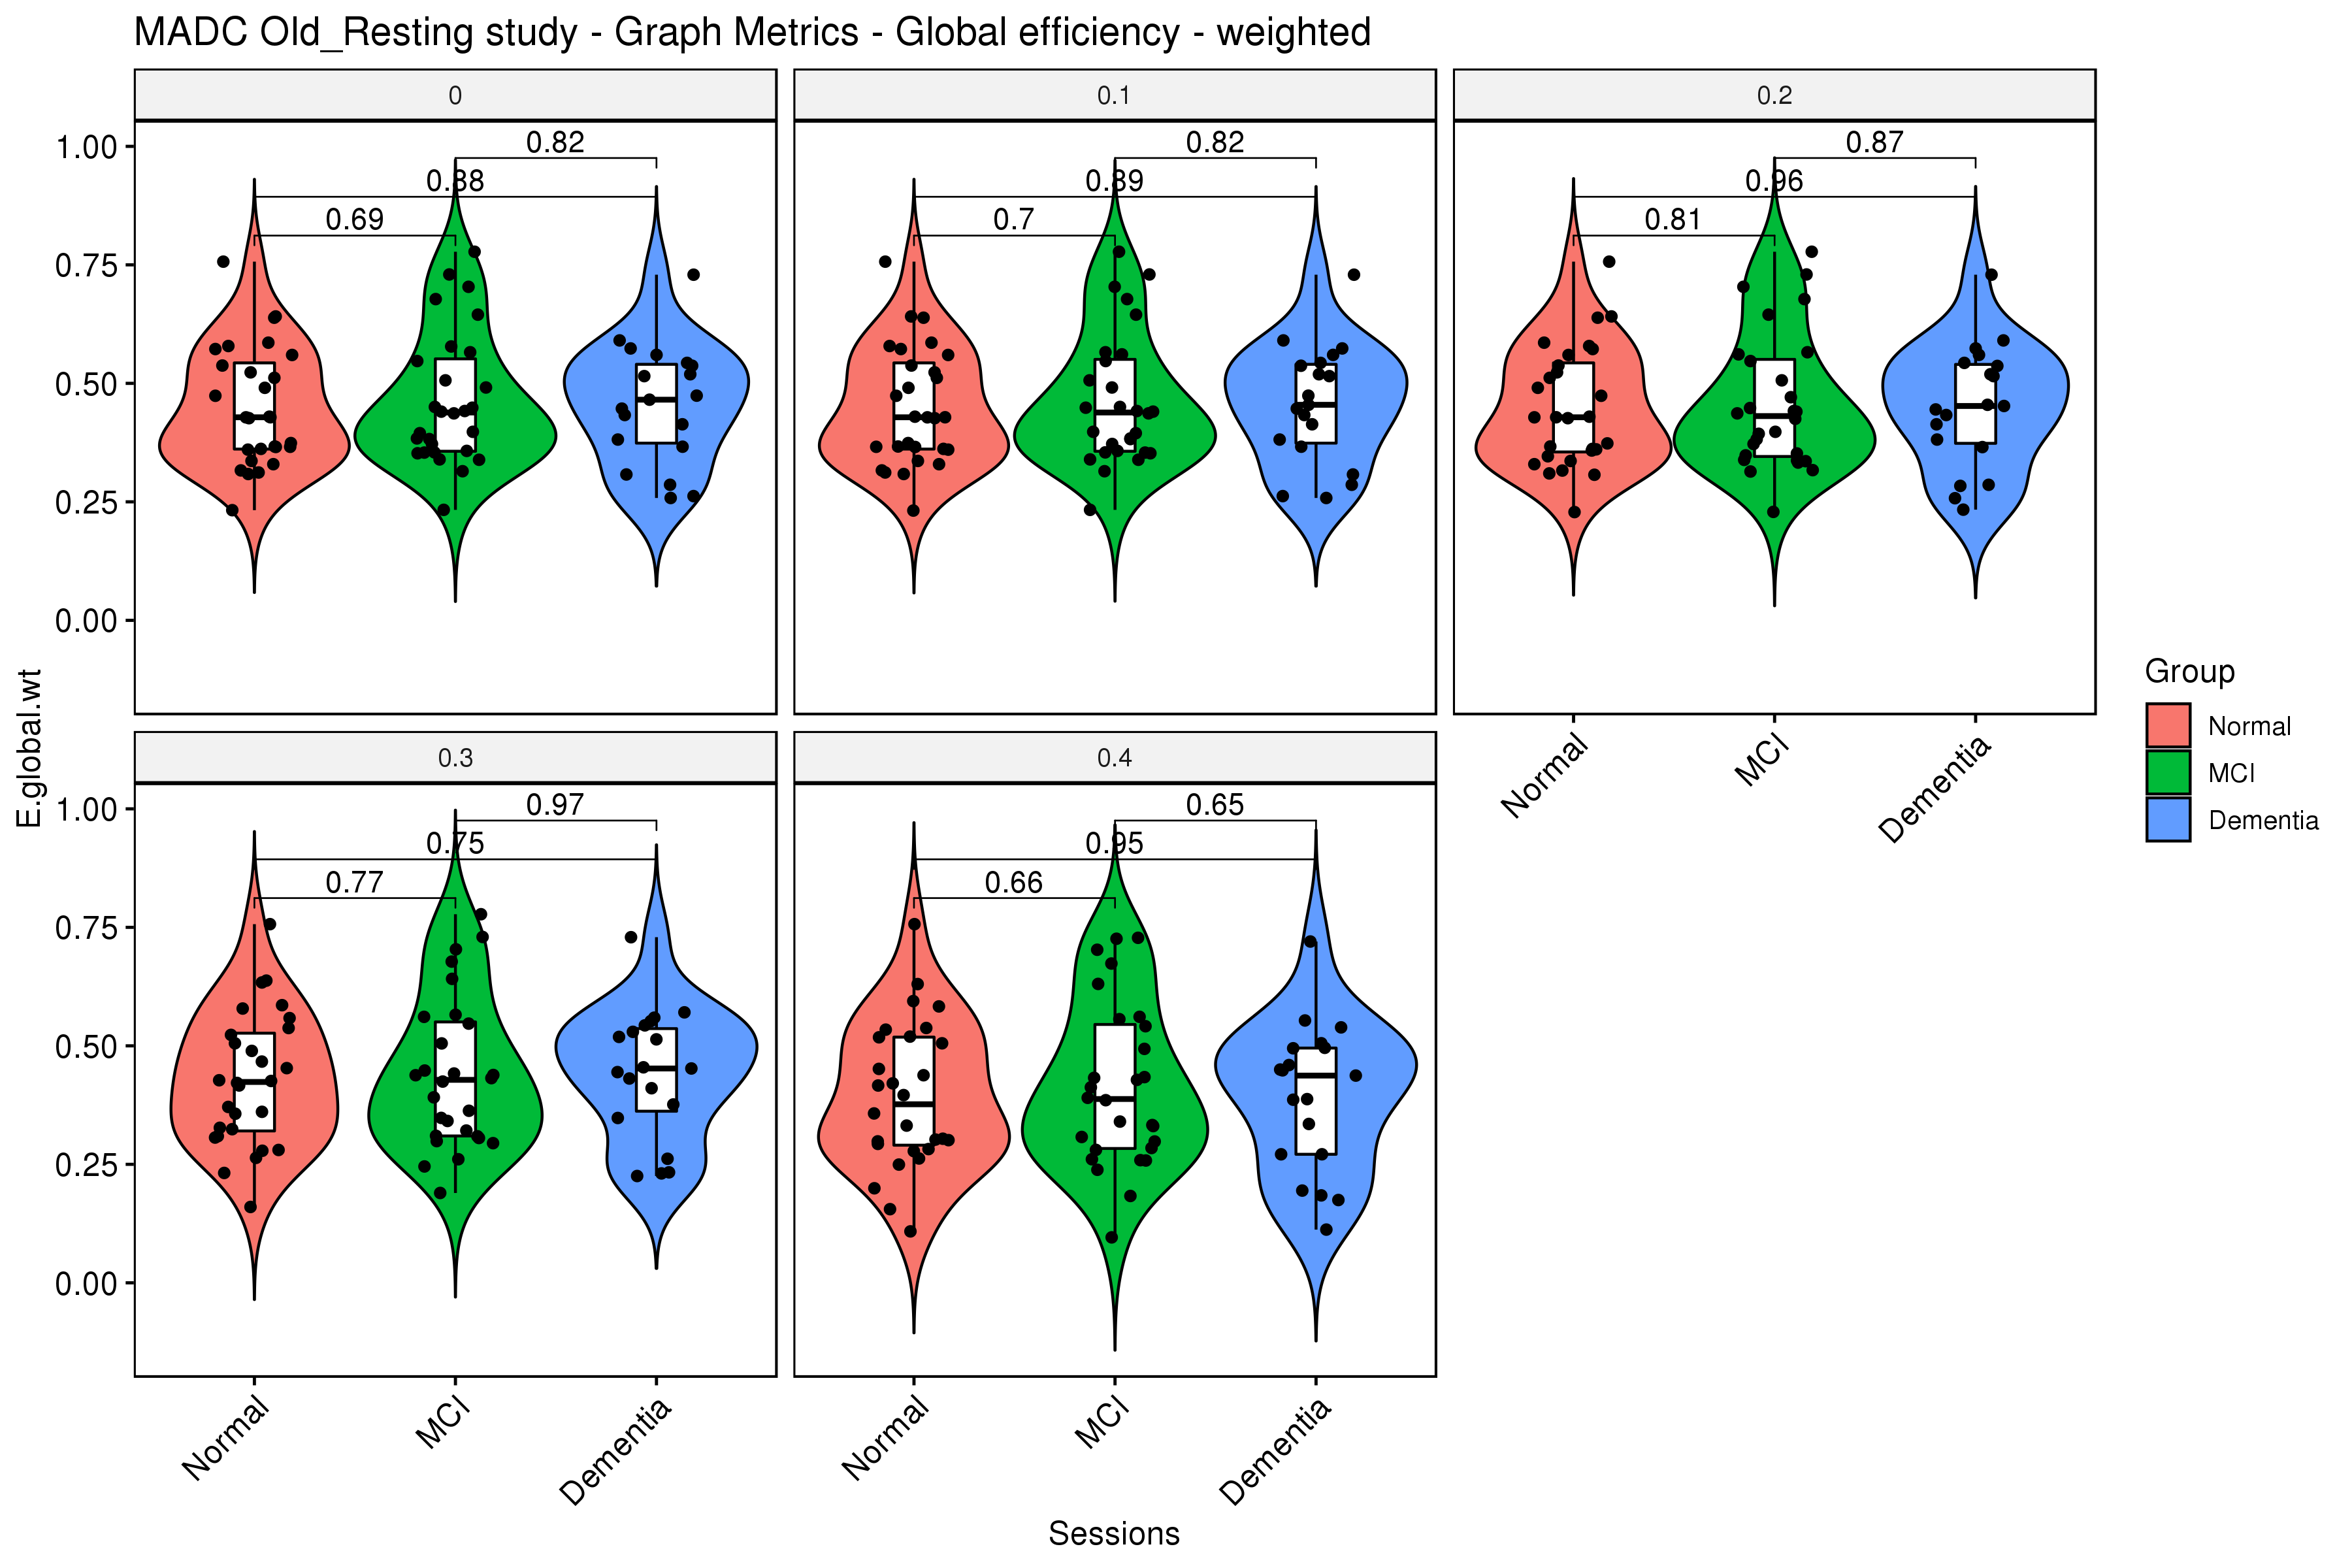 MADC Old_Resting study - Graph Metrics - Global efficiency - weighted
0
0.1
0.2
1.00
0.75
0.50
0.25
0.00
0.82
0.88
0.69
0.82
0.89
0.7
0.87
0.96
0.81
Normal
MCI
Dementia
0.3
0.4
1.00
0.75
0.50
0.25
0.00
0.97
0.75
0.77
0.65
0.95
0.66
Normal
MCI
Dementia
Normal
MCI
Dementia
Sessions
E.global.wt
Group
Normal
MCI
Dementia